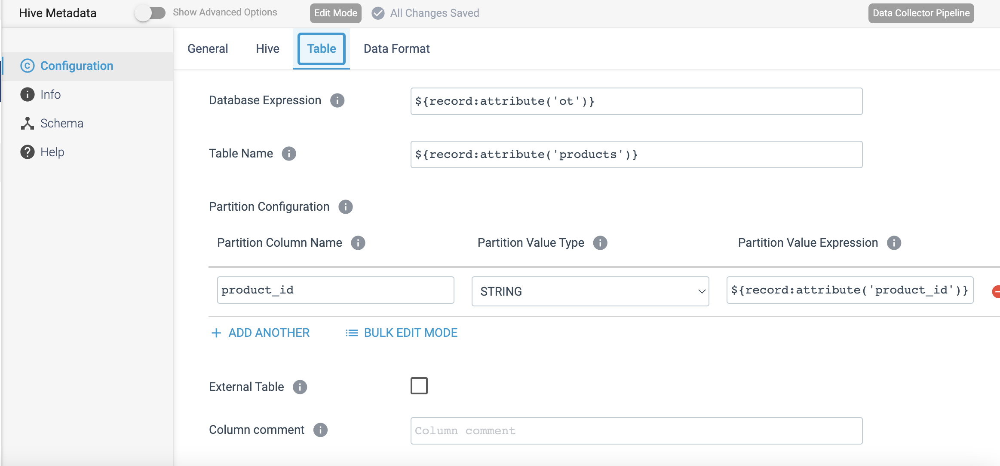 Hive Metadata
Show Advanced Options
Edit Mode
All Changes Saved
Data Collector Pipeline
Configuration
Info
Schema
Help
General
Hive
Table
Data Format
Database Expression
${record:attribute('ot')}
Table Name
${record:attribute('products')}
Partition Configuration
Partition Column Name
Partition Value Type
Partition Value Expression
product_id
STRING
${record:attribute('product_id')}
+ ADD ANOTHER
BULK EDIT MODE
External Table
Column comment
Column comment